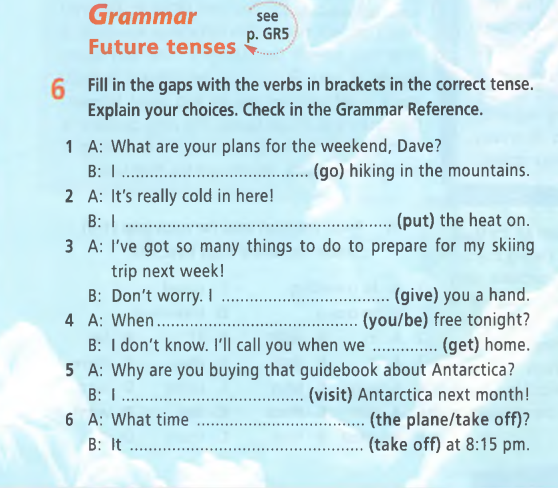 Grammar
Future tenses
see
p. GR5
6 Fill in the gaps with the verbs in brackets in the correct tense.
Explain your choices. Check in the Grammar Reference.
1 A: What are your plans for the weekend, Dave?
B: I ..................................... (go) hiking in the mountains.
2 A: It's really cold in here!
B: I ..................................................... (put) the heat on.
3 A: I've got so many things to do to prepare for my skiing
trip next week!
B: Don't worry. I ................................. (give) you a hand.
4 A: When ........................................ (you/be) free tonight?
B: I don't know. I'll call you when we ............. (get) home.
5 A: Why are you buying that guidebook about Antarctica?
B: I .................................... (visit) Antarctica next month!
6 A: What time ................................. (the plane/take off)?
B: It .............................................. (take off) at 8:15 pm.